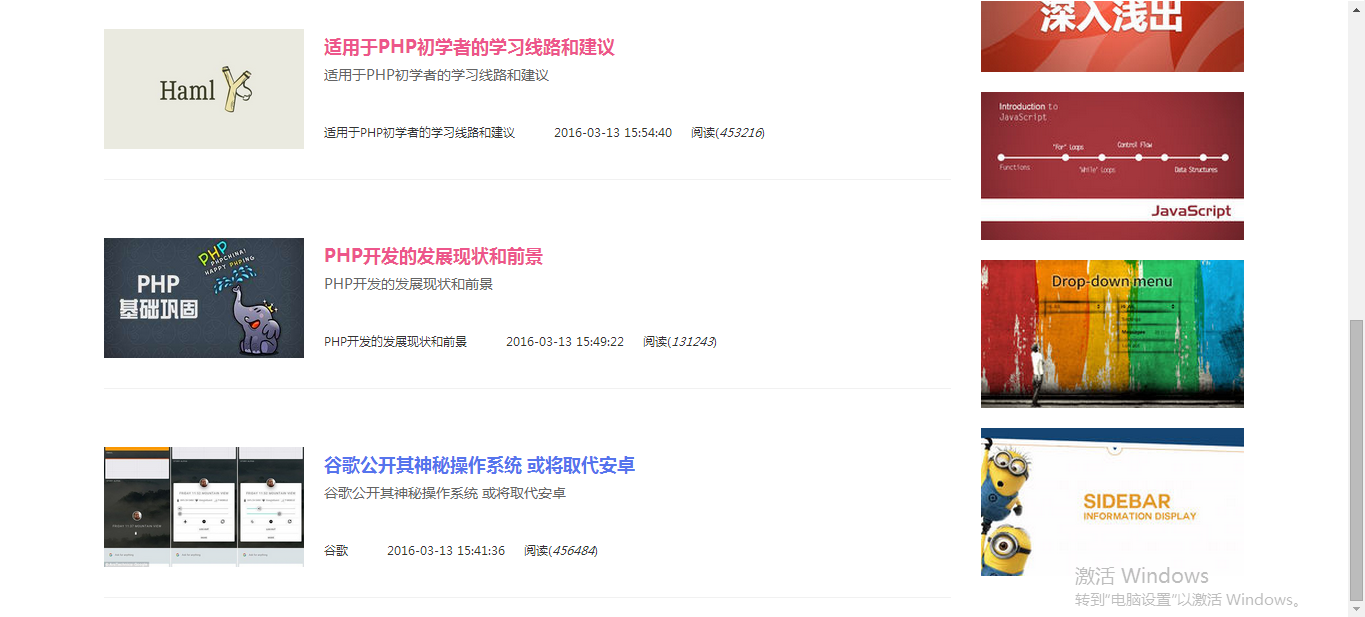 Haml
适用于PHP初学者的学习线路和建议
适用于PHP初学者的学习线路和建议
适用于PHP初学者的学习线路和建议 2016-03-13 15:54:40 阅读(453216)
PHP
PHPCHINA!
HAPPY PHPING
PHP
基础巩固
PHP开发的发展现状和前景
PHP开发的发展现状和前景
PHP开发的发展现状和前景 2016-03-13 15:49:22 阅读(131243)
谷歌公开其神秘操作系统 或将取代安卓
谷歌公开其神秘操作系统 或将取代安卓
谷歌 2016-03-13 15:41:36 阅读(456484)
深入浅出
Introduction to
JavaScript
"For" Loops
Control Flow
Functions
"While" Loops
Data Structures
JavaScript
Drop-down menu
SIDEBAR
INFORMATION DISPLAY
激活 Windows
转到"电脑设置"以激活 Windows。